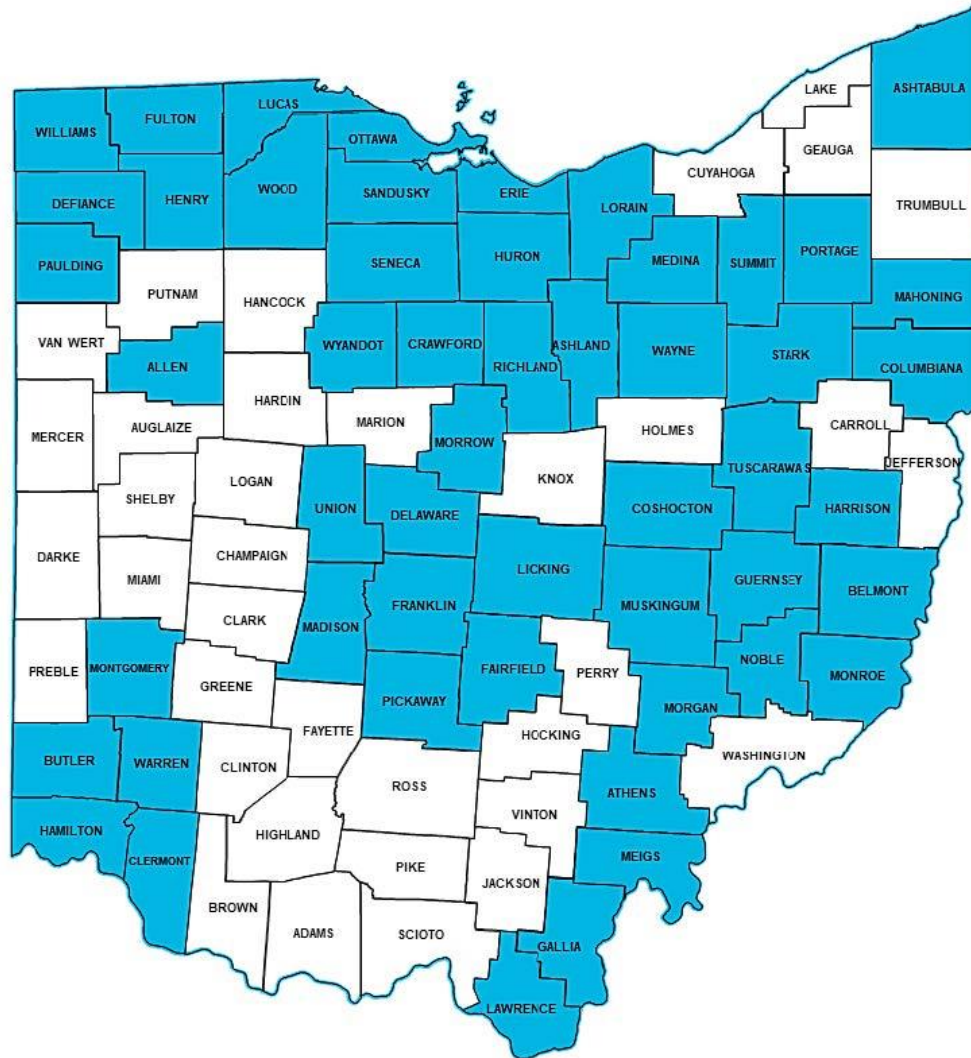 ASHTABULA
LAKE
LUCAS
FULTON
WILLIAMS
OTTAWA
GEAUGA
CUYAHOGA
WOOD
SANDUSKY
ERIE
HENRY
DEFIANCE
LORAIN
TRUMBULL
PORTAGE
HURON
MEDINA
SUMMIT
SENECA
PAULDING
PUTNAM
MAHONING
HANCOCK
VAN WERT
WYANDOT
CRAWFORD
ASHLAND
WAYNE
STARK
ALLEN
RICHLAND
COLUMBIANA
HARDIN
MARION
AUGLAIZE
CARROLL
HOLMES
MERCER
MORROW
JEFFERSON
TUSCARAWAS
KNOX
LOGAN
SHELBY
UNION
COSHOCTON
HARRISON
DELAWARE
DARKE
CHAMPAIGN
LICKING
MIAMI
GUERNSEY
BELMONT
FRANKLIN
MUSKINGUM
CLARK
MADISON
NOBLE
MONTGOMERY
FAIRFIELD
PREBLE
PERRY
MONROE
GREENE
PICKAWAY
MORGAN
FAYETTE
HOCKING
WASHINGTON
BUTLER
WARREN
CLINTON
ROSS
ATHENS
VINTON
HAMILTON
HIGHLAND
MEIGS
CLERMONT
PIKE
JACKSON
BROWN
ADAMS
SCIOTO
GALLIA
LAWRENCE